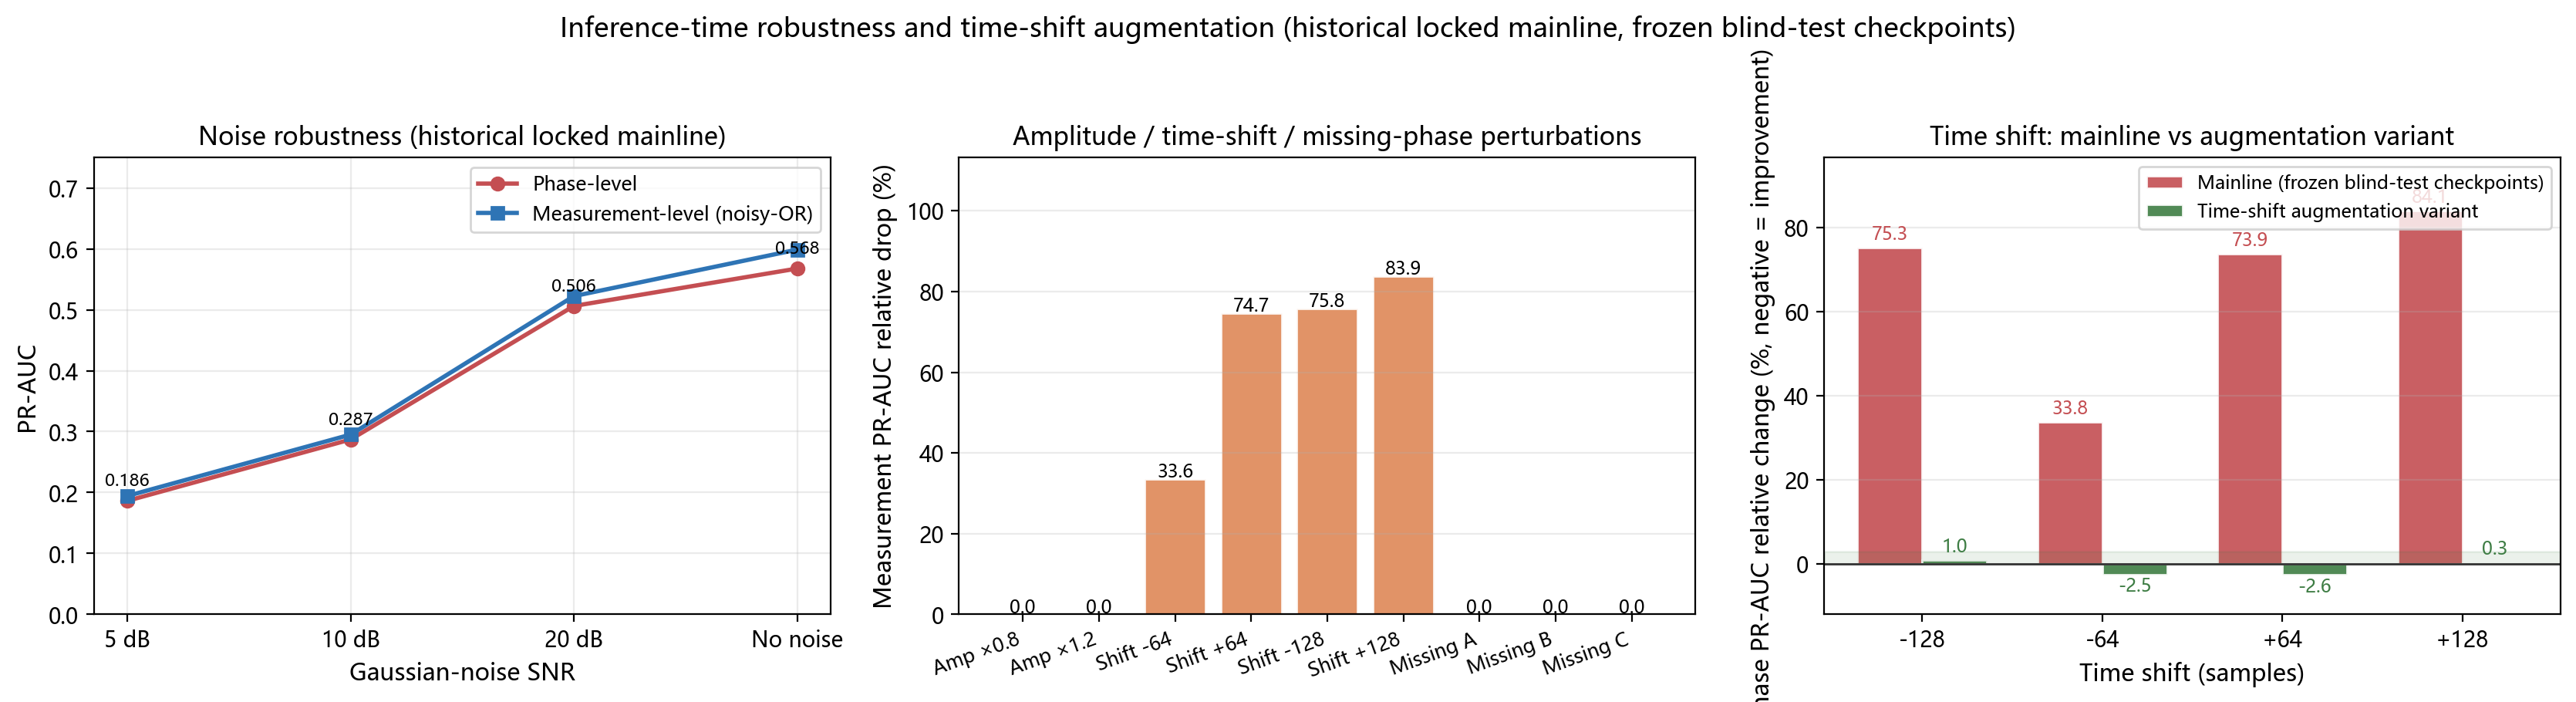 Inference-time robustness and time-shift augmentation (historical locked mainline, frozen blind-test checkpoints)
Noise robustness (historical locked mainline)
PR-AUC
0.7
0.6
0.5
0.4
0.3
0.2
0.1
0.0
Phase-level
Measurement-level (noisy-OR)
0.186
0.287
0.506
0.568
5 dB
10 dB
20 dB
No noise
Gaussian-noise SNR
Amplitude / time-shift / missing-phase perturbations
Measurement PR-AUC relative drop (%)
100
80
60
40
20
0
0.0
0.0
33.6
74.7
75.8
83.9
0.0
0.0
0.0
Amp ×0.8
Amp ×1.2
Shift -64
Shift +64
Shift -128
Shift +128
Missing A
Missing B
Missing C
Time shift: mainline vs augmentation variant
PR-AUC relative change (%, negative = improvement)
80
60
40
20
0
Mainline (frozen blind-test checkpoints)
Time-shift augmentation variant
75.3
33.8
73.9
84.1
1.0
-2.5
-2.6
0.3
-128
-64
+64
+128
Time shift (samples)